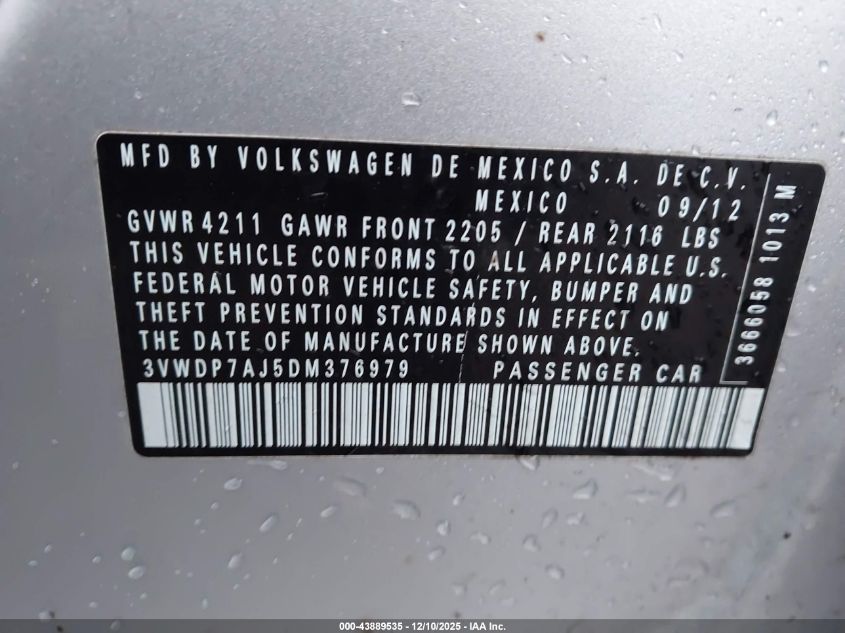 MFD BY VOLKSWAGEN DE MEXICO S.A. DE C.V.
MEXICO 09/12
GVWR 4211 GAWR FRONT 2205 / REAR 2116 LBS
THIS VEHICLE CONFORMS TO ALL APPLICABLE U.S.
FEDERAL MOTOR VEHICLE SAFETY, BUMPER AND
THEFT PREVENTION STANDARDS IN EFFECT ON
THE DATE OF MANUFACTURE SHOWN ABOVE.
3VWDP7AJ5DM376979 PASSENGER CAR
3666058 1013 M
000-43889535 - 12/10/2025 - IAA Inc.